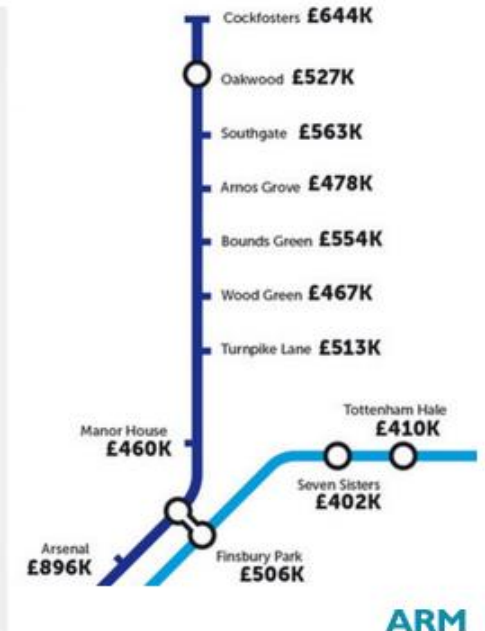 Cockfosters £644K
Oakwood £527K
Southgate £563K
Arnos Grove £478K
Bounds Green £554K
Wood Green £467K
Turnpike Lane £513K
Tottenham Hale
£410K
Manor House
£460K
Seven Sisters
£402K
Arsenal
£896K
Finsbury Park
£506K
ARM